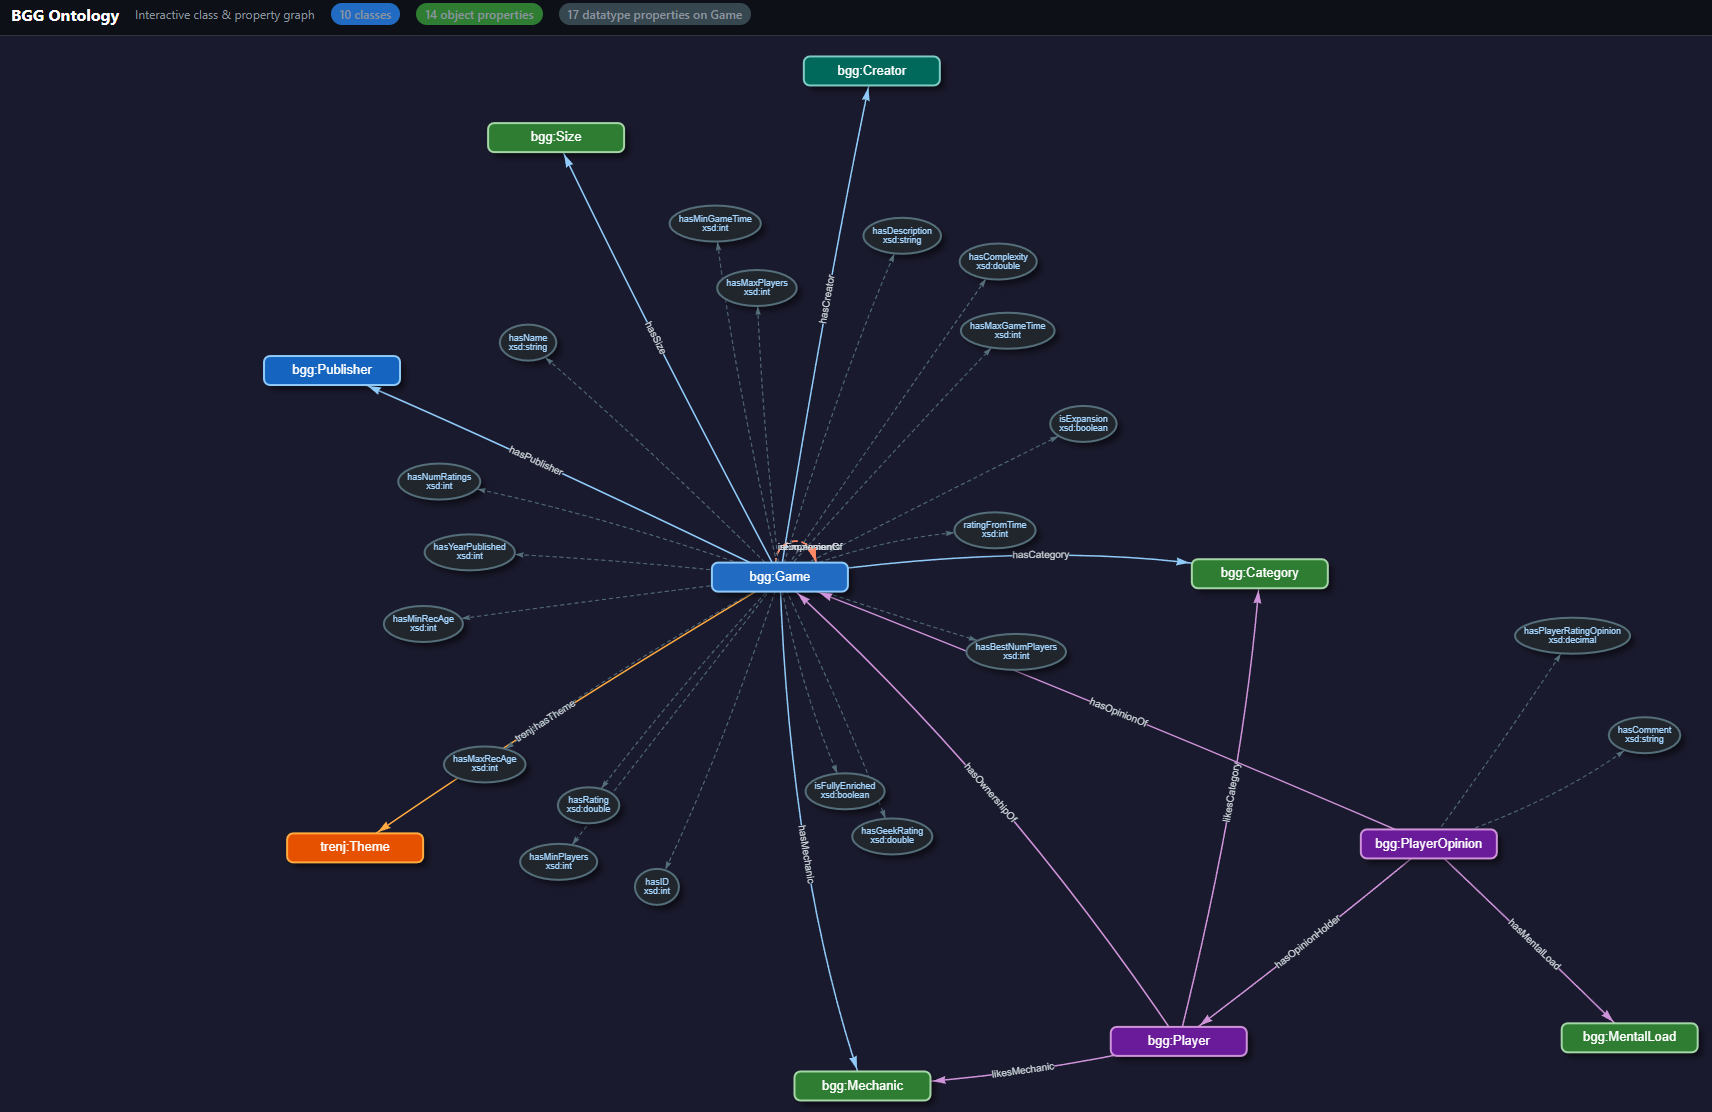 BGG Ontology
Interactive class & property graph
10 classes
14 object properties
17 datatype properties on Game
bgg:Creator
bgg:Size
hasMinGameTime
xsd:int
hasDescription
xsd:string
hasComplexity
xsd:double
hasMaxPlayers
xsd:int
hasCreator
hasMaxGameTime
xsd:int
hasName
xsd:string
hasSize
bgg:Publisher
isExpansion
xsd:boolean
hasPublisher
hasNumRatings
xsd:int
ratingFromTime
xsd:int
hasYearPublished
xsd:int
hasCategory
bgg:Game
bgg:Category
hasMinRecAge
xsd:int
hasPlayerRatingOpinion
xsd:decimal
hasBestNumPlayers
xsd:int
hasOpinionOf
trenj:hasTheme
hasComment
xsd:string
hasMaxRecAge
xsd:int
hasOwnershipOf
likesCategory
isFullyEnriched
xsd:boolean
hasRating
xsd:double
hasGeekRating
xsd:double
trenj:Theme
bgg:PlayerOpinion
hasMechanic
hasMinPlayers
xsd:int
hasID
xsd:int
hasOpinionHolder
hasMentalLoad
bgg:Player
bgg:MentalLoad
likesMechanic
bgg:Mechanic